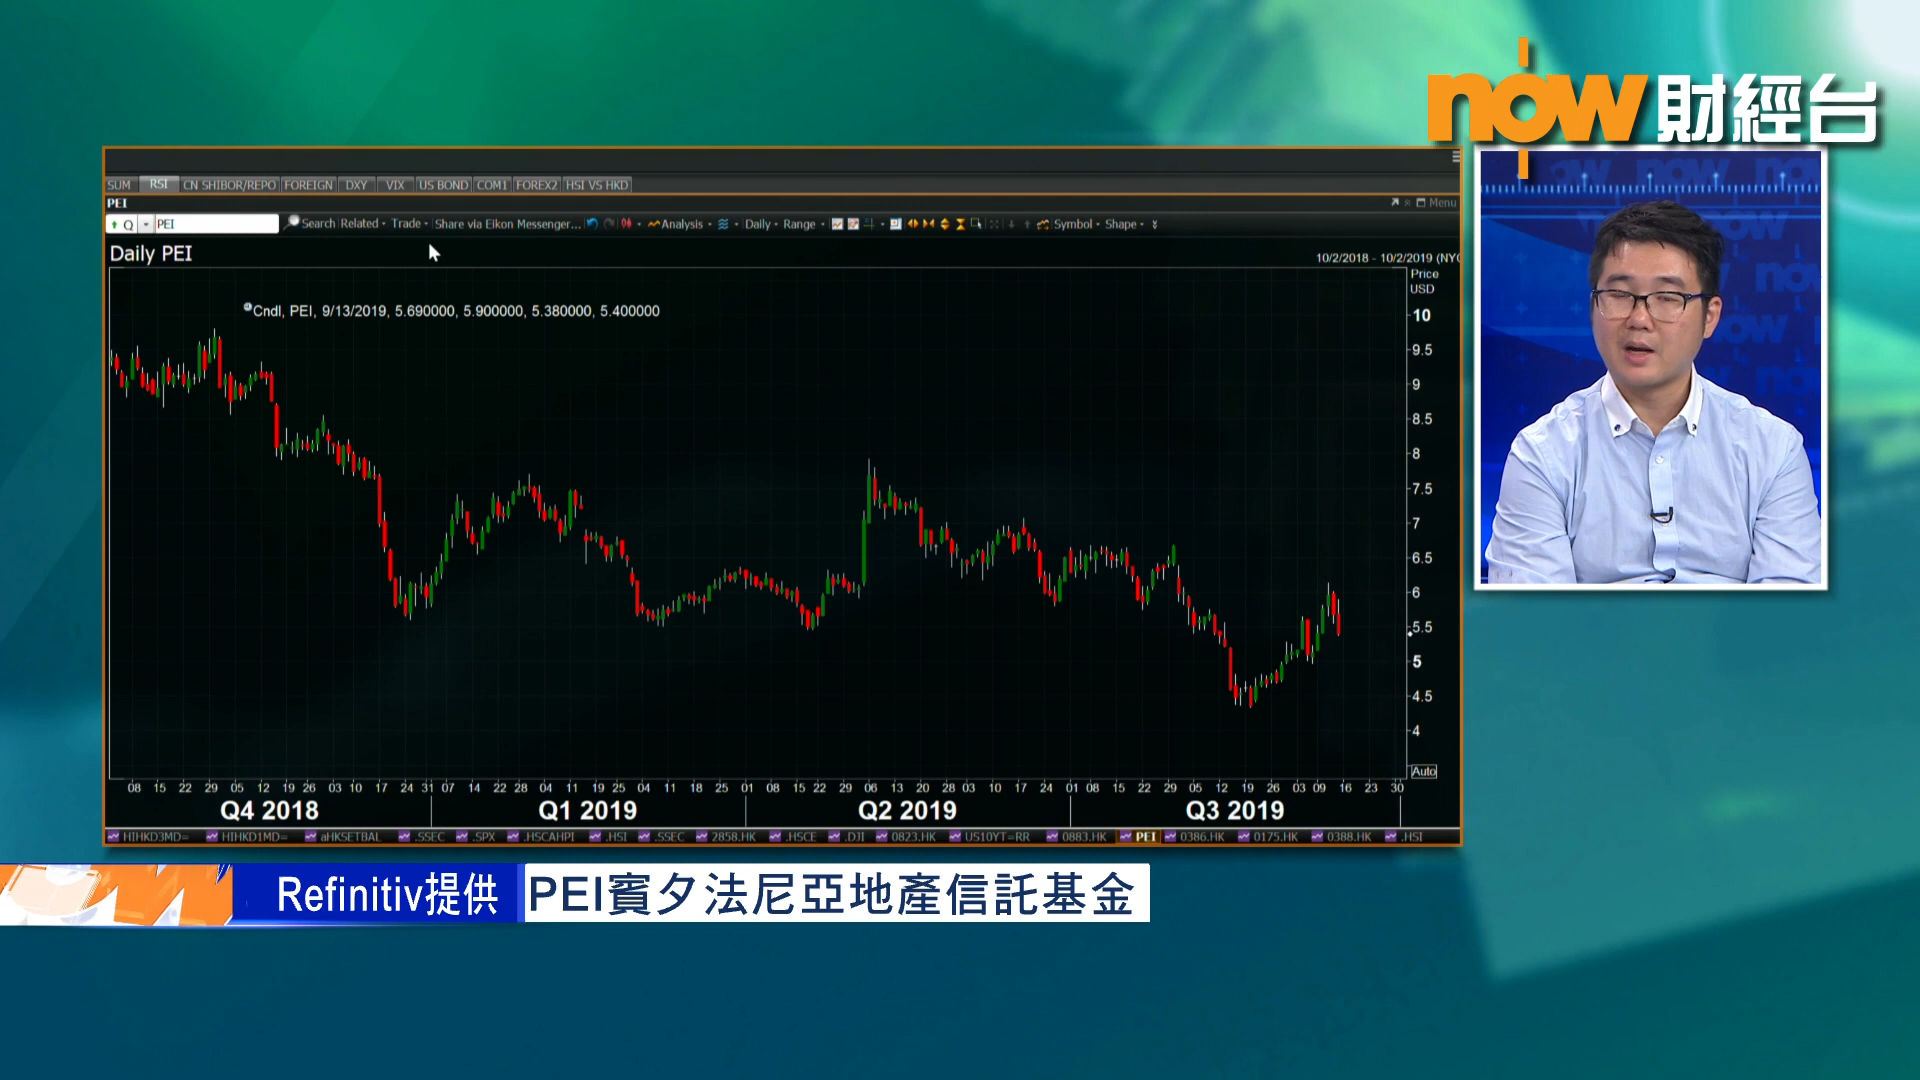 now 財經台
SUM RSI CN SHIBOR/REPO FOREIGN DXY VIX US BOND COM1 FOREX2 HSI VS HKD
PEI
Menu
Q PEI Search Related Trade Share via Eikon Messenger... Analysis Daily Range Symbol Shape
Daily PEI
10/2/2018 - 10/2/2019 (NYC
Price
USD
Cndl, PEI, 9/13/2019, 5.690000, 5.900000, 5.380000, 5.400000
10
9.5
9
8.5
8
7.5
7
6.5
6
5.5
5
4.5
4
Auto
08 15 22 29 05 12 19 26 03 10 17 24 31 07 14 22 28 04 11 19 25 04 11 18 25 01 08 15 22 29 06 13 20 28 03 10 17 24 01 08 15 22 29 05 12 19 26 03 09 16 23 30
Q4 2018 Q1 2019 Q2 2019 Q3 2019
HIHKD3MD= HIHKD1MD= aHKSETBAL .SSEC .SPX .HSCAHPI .HSI .SSEC 2858.HK .HSCE .DJI 0823.HK US10YT=RR 0883.HK PEI 0386.HK 0175.HK 0388.HK .HSI
Refinitiv提供 PEI賓夕法尼亞地產信託基金